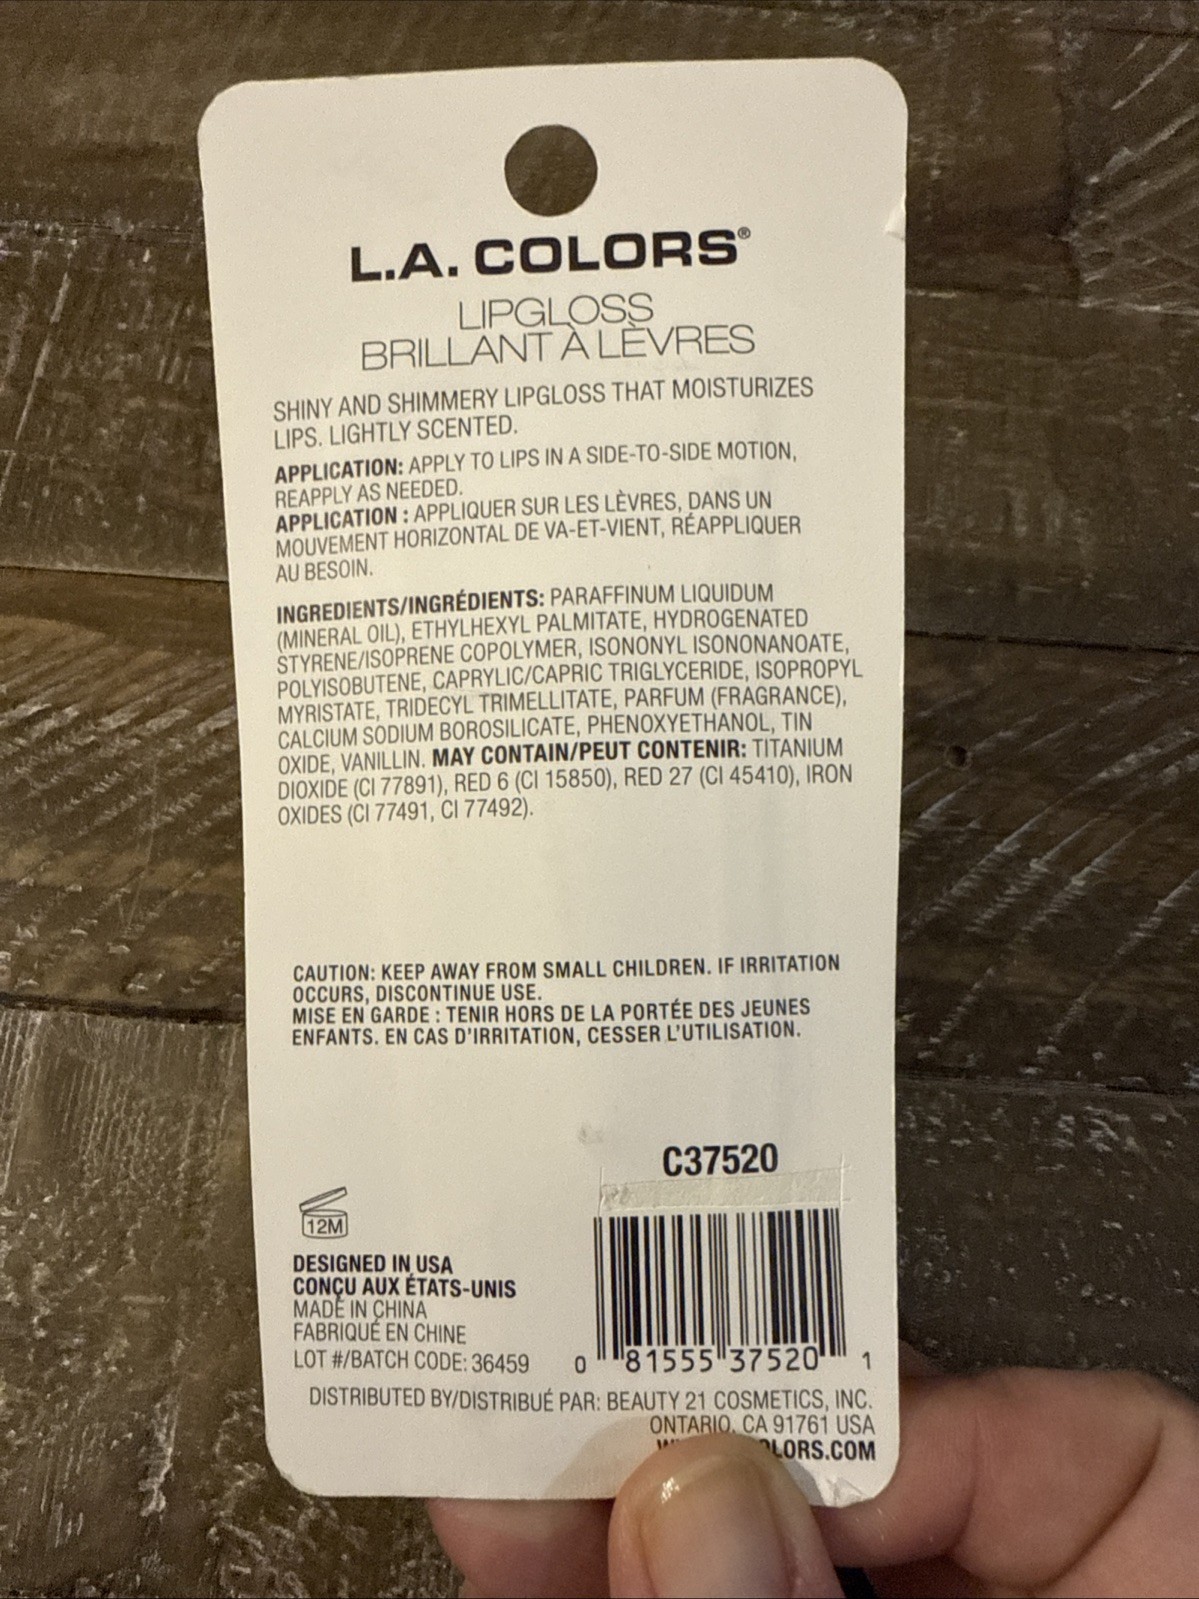 L.A. COLORS®
LIPGLOSS
BRILLANT À LÈVRES
SHINY AND SHIMMERY LIPGLOSS THAT MOISTURIZES
LIPS. LIGHTLY SCENTED.
APPLICATION: APPLY TO LIPS IN A SIDE-TO-SIDE MOTION,
REAPPLY AS NEEDED.
APPLICATION : APPLIQUER SUR LES LÈVRES, DANS UN
MOUVEMENT HORIZONTAL DE VA-ET-VIENT, RÉAPPLIQUER
AU BESOIN.
INGREDIENTS/INGRÉDIENTS: PARAFFINUM LIQUIDUM
(MINERAL OIL), ETHYLHEXYL PALMITATE, HYDROGENATED
STYRENE/ISOPRENE COPOLYMER, ISONONYL ISONONANOATE,
POLYISOBUTENE, CAPRYLIC/CAPRIC TRIGLYCERIDE, ISOPROPYL
MYRISTATE, TRIDECYL TRIMELLITATE, PARFUM (FRAGRANCE),
CALCIUM SODIUM BOROSILICATE, PHENOXYETHANOL, TIN
OXIDE, VANILLIN. MAY CONTAIN/PEUT CONTENIR: TITANIUM
DIOXIDE (CI 77891), RED 6 (CI 15850), RED 27 (CI 45410), IRON
OXIDES (CI 77491, CI 77492).
CAUTION: KEEP AWAY FROM SMALL CHILDREN. IF IRRITATION
OCCURS, DISCONTINUE USE.
MISE EN GARDE : TENIR HORS DE LA PORTÉE DES JEUNES
ENFANTS. EN CAS D'IRRITATION, CESSER L'UTILISATION.
C37520
12M
DESIGNED IN USA
CONÇU AUX ÉTATS-UNIS
MADE IN CHINA
FABRIQUÉ EN CHINE
LOT #/BATCH CODE: 36459
0 81555 37520 1
DISTRIBUTED BY/DISTRIBUÉ PAR: BEAUTY 21 COSMETICS, INC.
ONTARIO, CA 91761 USA
LORS.COM